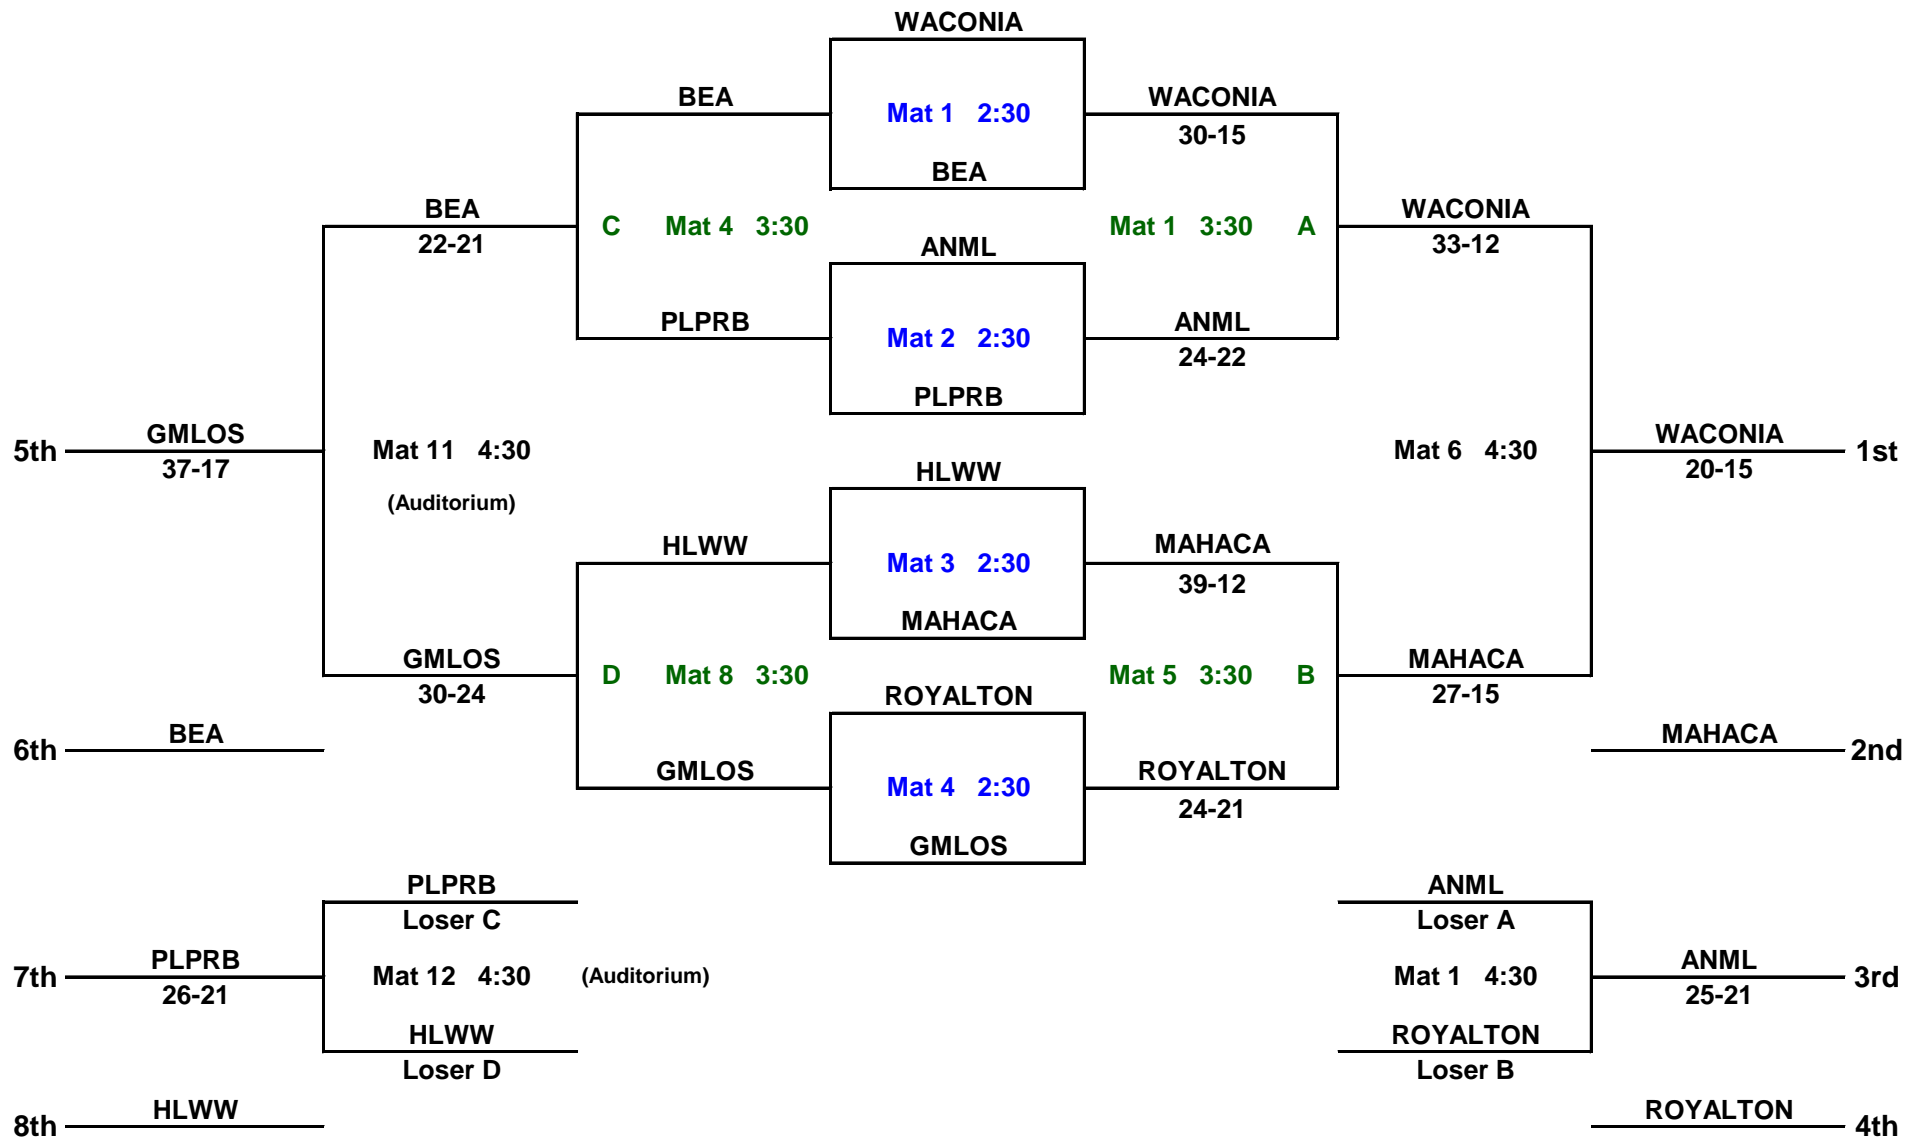 WACONIA
BEA WACONIA
Mat 1 2:30
30-15
BEA
BEA WACONIA
C Mat 4 3:30 Mat 1 3:30 A
22-21 33-12
ANML
PLPRB ANML
Mat 2 2:30
24-22
PLPRB
GMLOS WACONIA
5th Mat 11 4:30 Mat 6 4:30 1st
37-17 20-15
HLWW
(Auditorium)
HLWW MAHACA
Mat 3 2:30
39-12
MAHACA
GMLOS MAHACA
D Mat 8 3:30 Mat 5 3:30 B
30-24 27-15
ROYALTON
BEA MAHACA
6th 2nd
GMLOS ROYALTON
Mat 4 2:30
24-21
GMLOS
PLPRB ANML
Loser C Loser A
PLPRB ANML
7th Mat 12 4:30 (Auditorium) Mat 1 4:30 3rd
26-21 25-21
HLWW ROYALTON
Loser D Loser B
HLWW ROYALTON
8th 4th